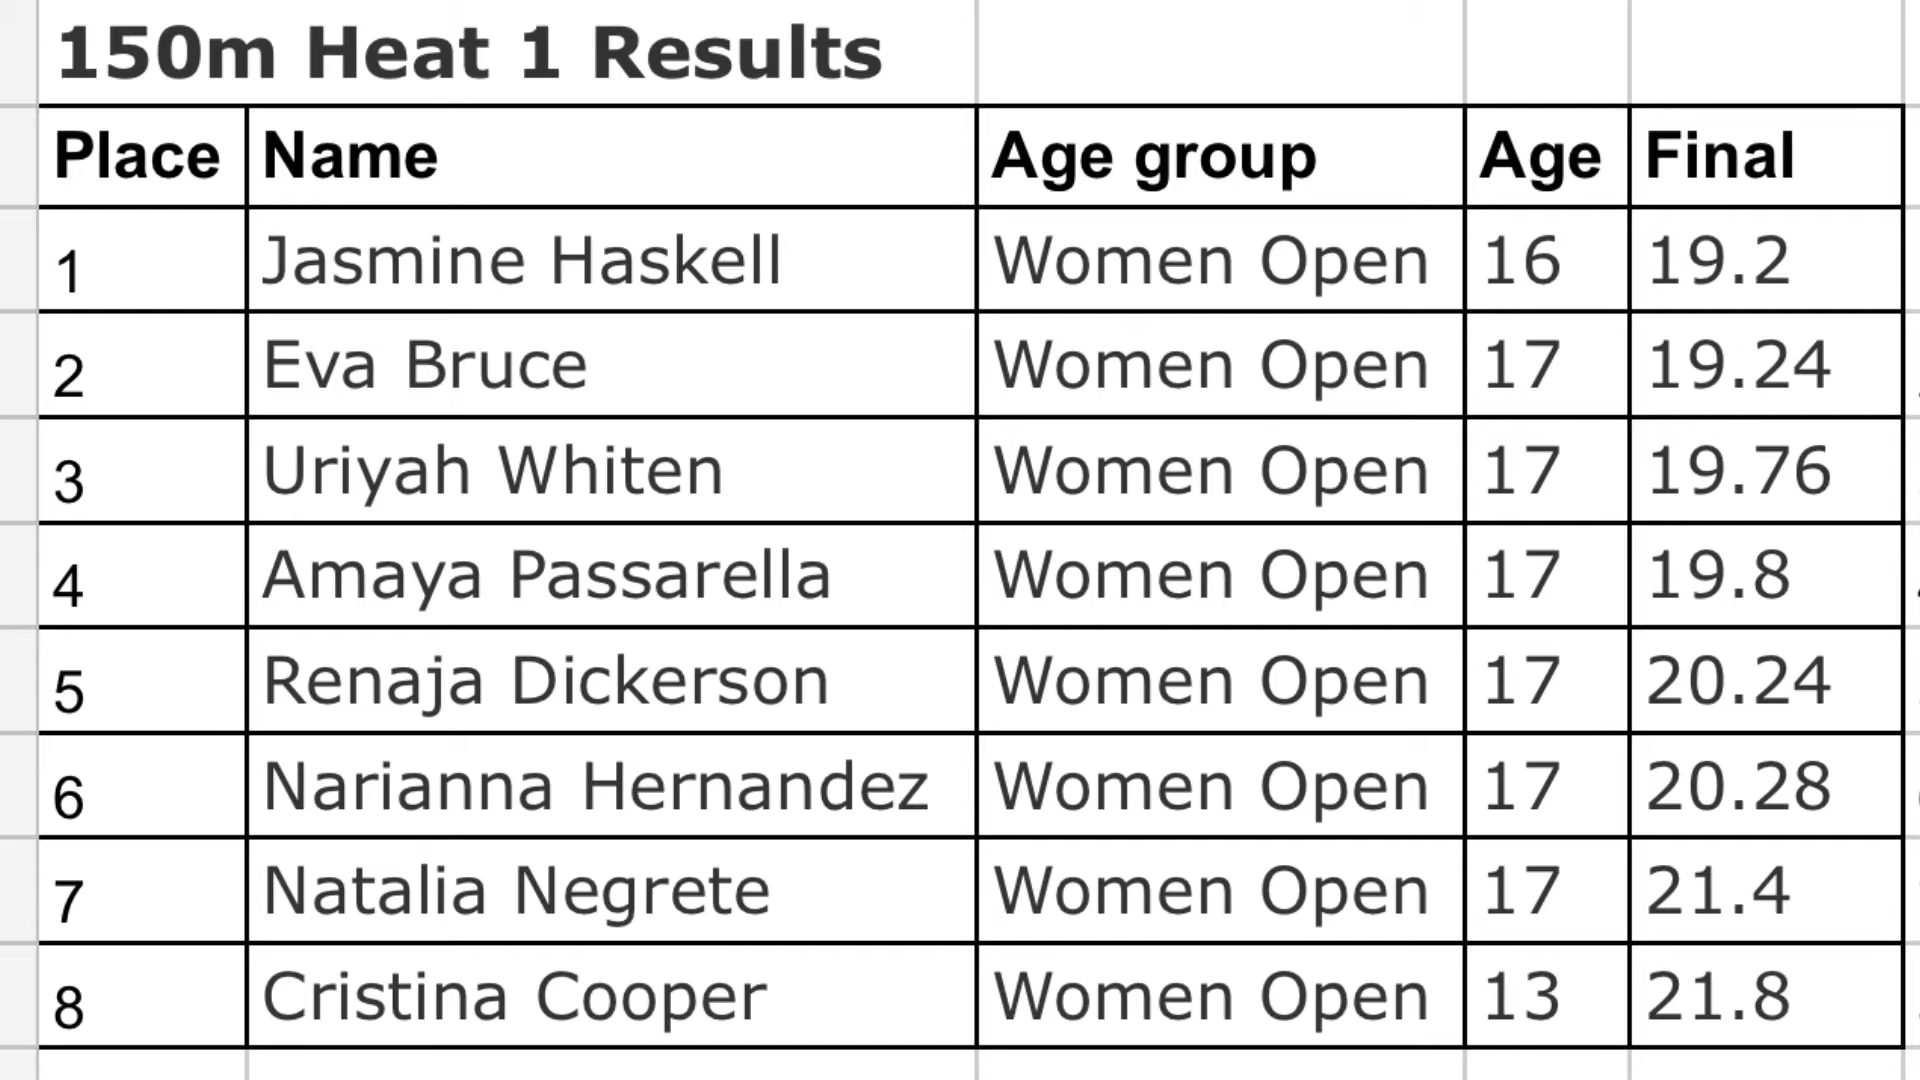 150m Heat 1 Results
Place Name Age group Age Final
1 Jasmine Haskell Women Open 16 19.2
2 Eva Bruce Women Open 17 19.24
3 Uriyah Whiten Women Open 17 19.76
4 Amaya Passarella Women Open 17 19.8
5 Renaja Dickerson Women Open 17 20.24
6 Narianna Hernandez Women Open 17 20.28
7 Natalia Negrete Women Open 17 21.4
8 Cristina Cooper Women Open 13 21.8